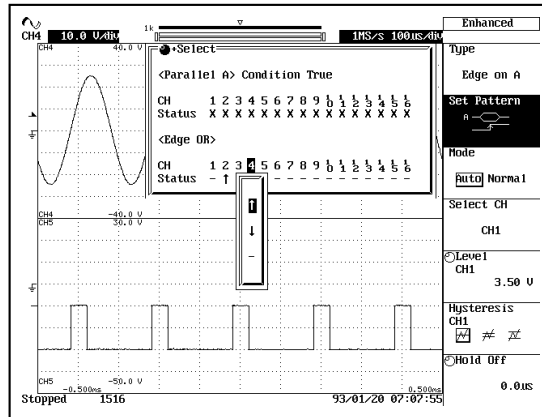 Enhanced
CH4 10.0 V/div
1k
1MS/s 100us/div
CH4 40.0 V
Select
<Parallel A> Condition True
CH 1 2 3 4 5 6 7 8 9 10 11 12 13 14 15 16
Status X X X X X X X X X X X X X X X X
<Edge OR>
CH 1 2 3 4 5 6 7 8 9 10 11 12 13 14 15 16
Status - ↑ - - - - - - - - - - - -
↑
↓
-
CH4 -40.0 V
CH5 30.0 V
CH5 -50.0 V
-0.500ms
0.500ms
Stopped 1516
93/01/20 07:07:55
Type
Edge on A
Set Pattern
A
Mode
Auto Normal
Select CH
CH1
Level
CH1
3.50 V
Hysteresis
CH1
Hold Off
0.0us